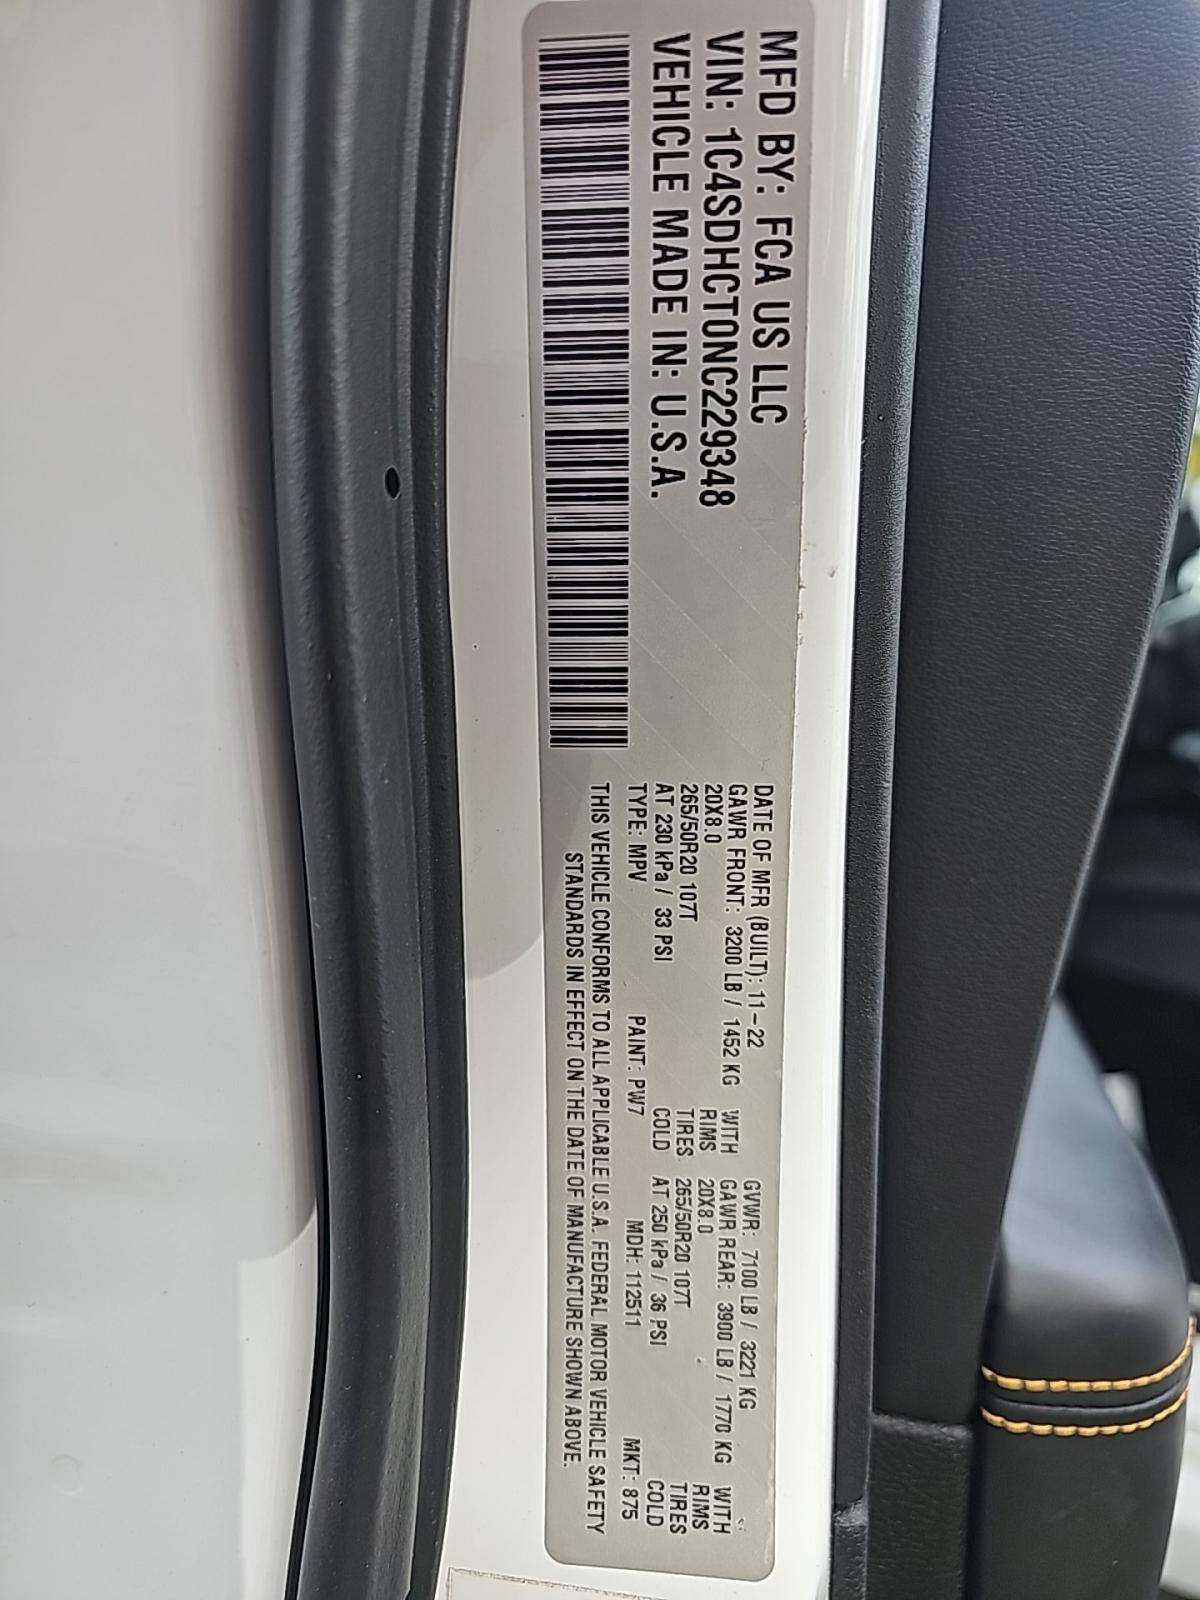 MFD BY: FCA US LLC
VIN: 1C4SDHCT0NC229348
VEHICLE MADE IN: U.S.A.
DATE OF MFR (BUILT): 11-22 GVWR: 7100 LB / 3221 KG
GAWR FRONT: 3200 LB / 1452 KG WITH GAWR REAR: 3900 LB / 1770 KG WITH
20X8.0 RIMS 20X8.0 RIMS
265/50R20 107T TIRES 265/50R20 107T TIRES
AT 230 kPa / 33 PSI COLD AT 250 kPa / 36 PSI COLD
TYPE: MPV PAINT: PW7 MDH: 112511 MKT: 875
THIS VEHICLE CONFORMS TO ALL APPLICABLE U.S.A. FEDERAL MOTOR VEHICLE SAFETY
STANDARDS IN EFFECT ON THE DATE OF MANUFACTURE SHOWN ABOVE.